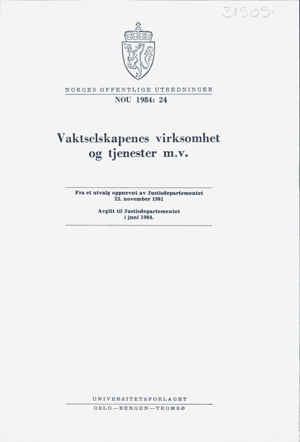 31505
NORGES OFFENTLIGE UTREDNINGER
NOU 1984: 24
Vaktselskapenes virksomhet
og tjenester m.v.
Fra et utvalg oppnevnt av Justisdepartementet
23. november 1981
Avgitt til Justisdepartementet
i juni 1984.
UNIVERSITETSFORLAGET
OSLO—BERGEN—TROMSØ